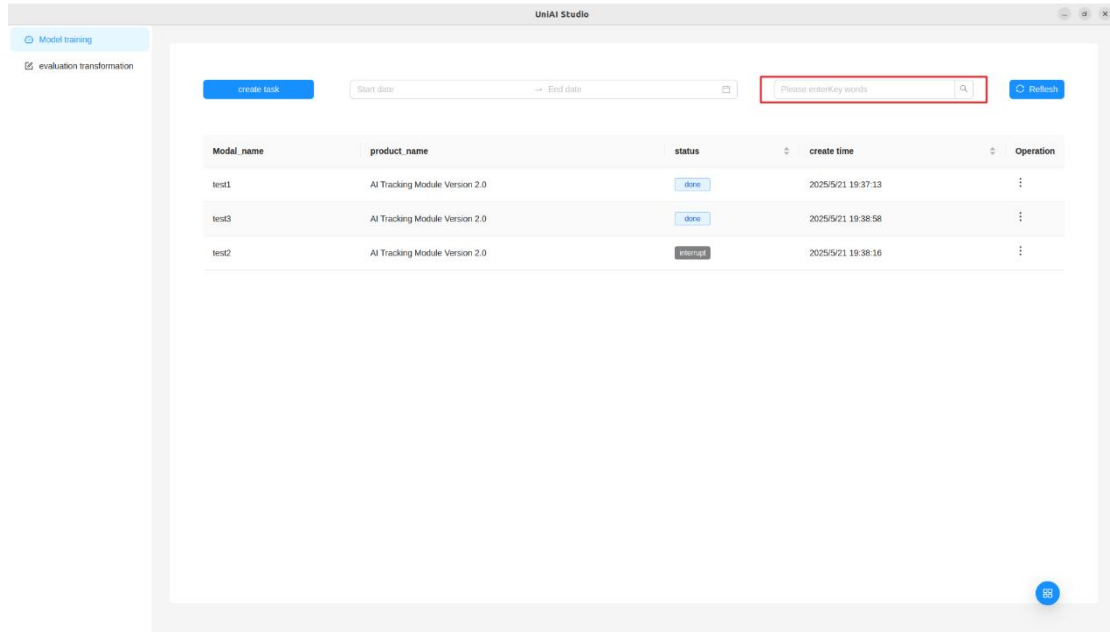 UniAI Studio
Model training
evaluation transformation
create task
Start date → End date
Please enterKey words
Reflesh
Modal_name product_name status create time Operation
test1 AI Tracking Module Version 2.0 done 2025/5/21 19:37:13
test3 AI Tracking Module Version 2.0 done 2025/5/21 19:38:58
test2 AI Tracking Module Version 2.0 interrupt 2025/5/21 19:38:16